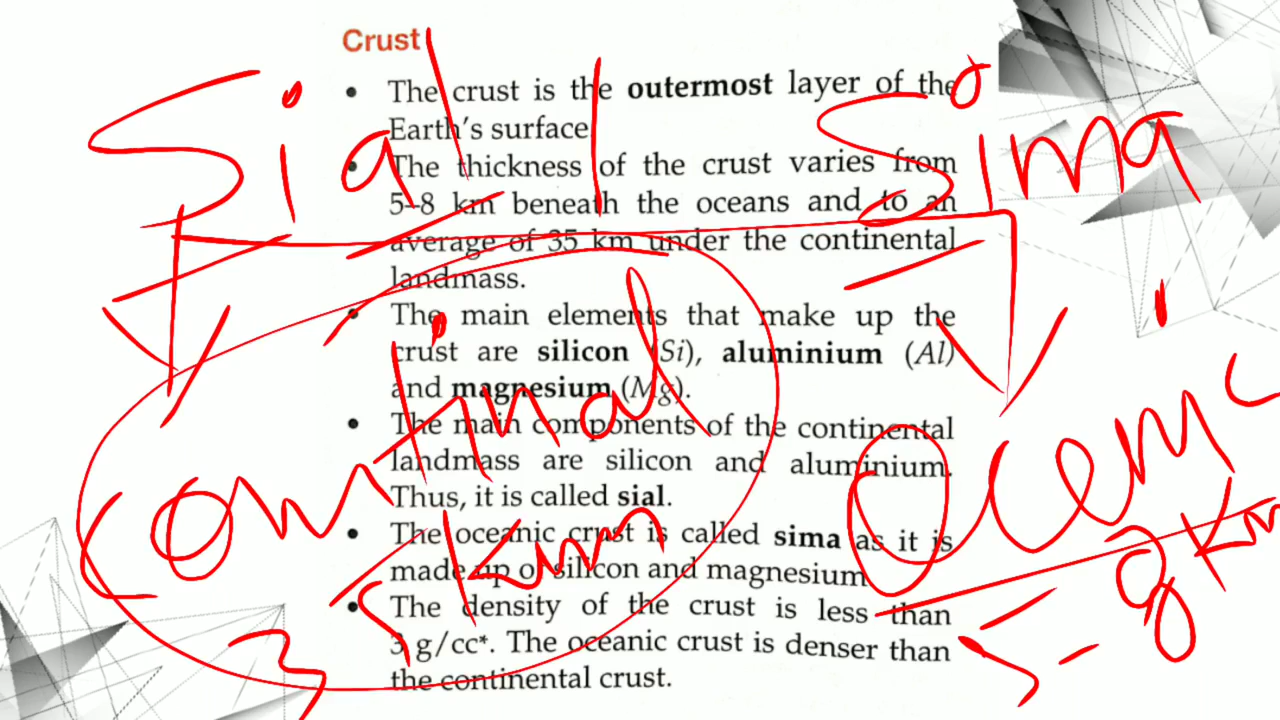 Crust
• The crust is the outermost layer of the
Earth's surface
• The thickness of the crust varies from
5–8 km beneath the oceans and to an
average of 35 km under the continental
landmass.
• The main elements that make up the
crust are silicon (Si), aluminium (Al)
and magnesium (Mg).
• The main components of the continental
landmass are silicon and aluminium.
Thus, it is called sial.
• The oceanic crust is called sima as it is
made up of silicon and magnesium
• The density of the crust is less than
3 g/cc*. The oceanic crust is denser than
the continental crust.
Sial
Sima
continal
35 km
Ocenic
5-8 km